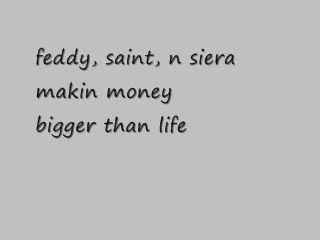 feddy, saint, n siera
makin money
bigger than life